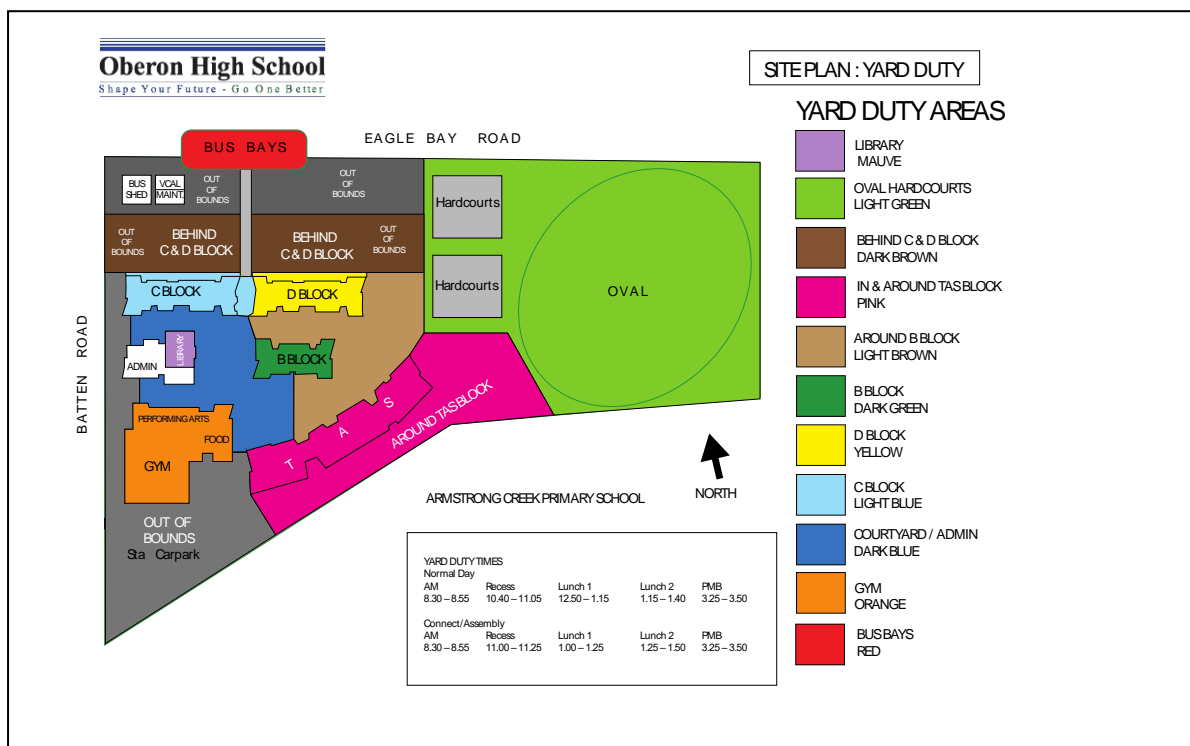 Oberon High School
Shape Your Future - Go One Better
SITE PLAN : YARD DUTY
YARD DUTY AREAS
LIBRARY
MAUVE
OVAL HARDCOURTS
LIGHT GREEN
BEHIND C & D BLOCK
DARK BROWN
IN & AROUND TAS BLOCK
PINK
AROUND B BLOCK
LIGHT BROWN
B BLOCK
DARK GREEN
D BLOCK
YELLOW
C BLOCK
LIGHT BLUE
COURTYARD / ADMIN
DARK BLUE
GYM
ORANGE
BUS BAYS
RED
EAGLE BAY ROAD
BUS BAYS
BUS
SHED
VCAL
MAINT.
OUT
OF
BOUNDS
OUT
OF
BOUNDS
OUT
OF
BOUNDS
BEHIND
C & D BLOCK
BEHIND
C & D BLOCK
OUT
OF
BOUNDS
Hardcourts
Hardcourts
OVAL
C BLOCK
D BLOCK
B BLOCK
LIBRARY
ADMIN
BATTEN ROAD
PERFORMING ARTS
FOOD
GYM
T A S
AROUND TAS BLOCK
OUT OF
BOUNDS
Sta Carpark
ARMSTRONG CREEK PRIMARY SCHOOL
NORTH
YARD DUTY TIMES
Normal Day
AM Recess Lunch 1 Lunch 2 PMB
8.30 – 8.55 10.40 – 11.05 12.50 – 1.15 1.15 – 1.40 3.25 – 3.50
Connect/Assembly
AM Recess Lunch 1 Lunch 2 PMB
8.30 – 8.55 11.00 – 11.25 1.00 – 1.25 1.25 – 1.50 3.25 – 3.50